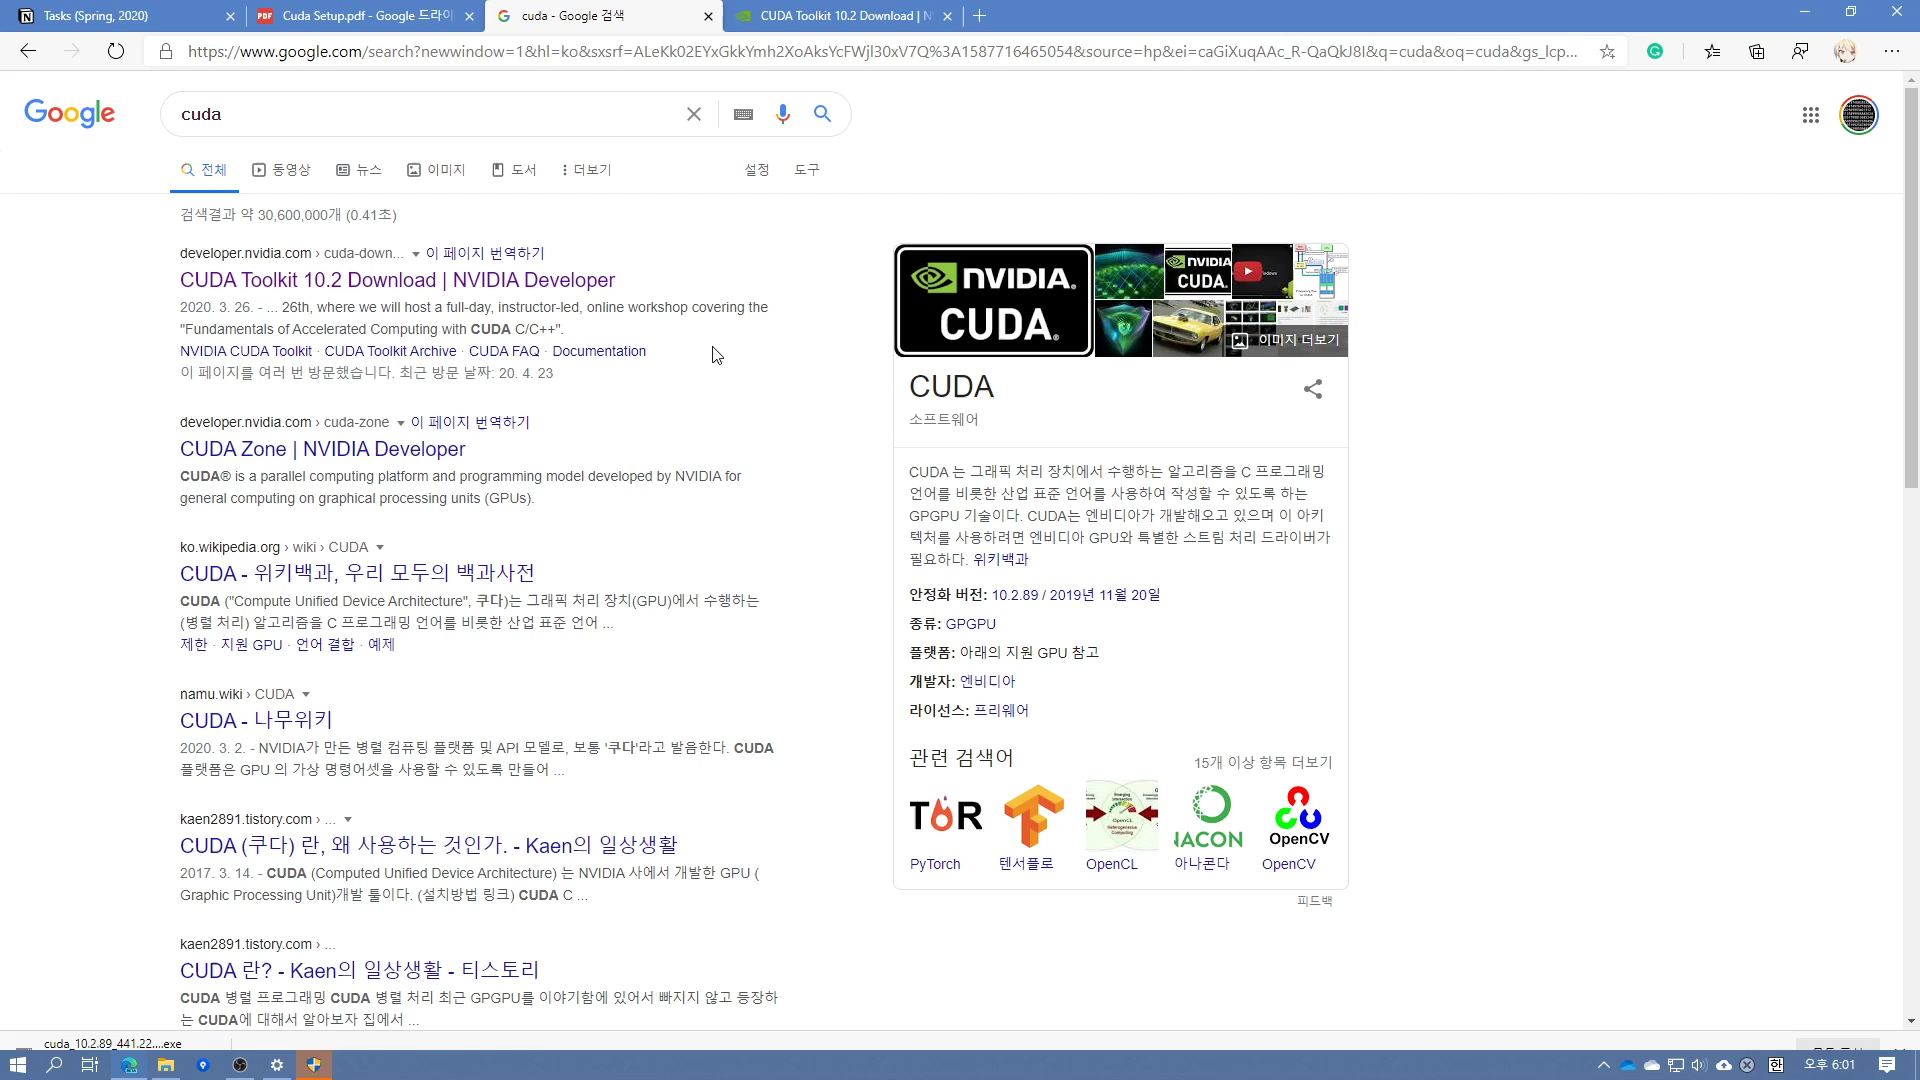 Tasks (Spring, 2020)
Cuda Setup.pdf - Google 드라이
cuda - Google 검색
CUDA Toolkit 10.2 Download | N
https://www.google.com/search?newwindow=1&hl=ko&sxsrf=ALeKk02EYxGkkYmh2XoAksYcFWjl30xV7Q%3A1587716465054&source=hp&ei=caGiXuqAAc_R-QaQkJ8I&q=cuda&oq=cuda&gs_lcp...
Google
cuda
전체
동영상
뉴스
이미지
도서
더보기
설정
도구
검색결과 약 30,600,000개 (0.41초)
developer.nvidia.com › cuda-down... 이 페이지 번역하기
CUDA Toolkit 10.2 Download | NVIDIA Developer
2020. 3. 26. - ... 26th, where we will host a full-day, instructor-led, online workshop covering the
"Fundamentals of Accelerated Computing with CUDA C/C++".
NVIDIA CUDA Toolkit · CUDA Toolkit Archive · CUDA FAQ · Documentation
이 페이지를 여러 번 방문했습니다. 최근 방문 날짜: 20. 4. 23
developer.nvidia.com › cuda-zone 이 페이지 번역하기
CUDA Zone | NVIDIA Developer
CUDA® is a parallel computing platform and programming model developed by NVIDIA for
general computing on graphical processing units (GPUs).
ko.wikipedia.org › wiki › CUDA
CUDA - 위키백과, 우리 모두의 백과사전
CUDA ("Compute Unified Device Architecture", 쿠다)는 그래픽 처리 장치(GPU)에서 수행하는
(병렬 처리) 알고리즘을 C 프로그래밍 언어를 비롯한 산업 표준 언어 ...
제한 · 지원 GPU · 언어 결합 · 예제
namu.wiki › CUDA
CUDA - 나무위키
2020. 3. 2. - NVIDIA가 만든 병렬 컴퓨팅 플랫폼 및 API 모델로, 보통 '쿠다'라고 발음한다. CUDA
플랫폼은 GPU 의 가상 명령어셋을 사용할 수 있도록 만들어 ...
kaen2891.tistory.com › ...
CUDA (쿠다) 란, 왜 사용하는 것인가. - Kaen의 일상생활
2017. 3. 14. - CUDA (Computed Unified Device Architecture) 는 NVIDIA 사에서 개발한 GPU (
Graphic Processing Unit)개발 툴이다. (설치방법 링크) CUDA C ...
kaen2891.tistory.com › ...
CUDA 란? - Kaen의 일상생활 - 티스토리
CUDA 병렬 프로그래밍 CUDA 병렬 처리 최근 GPGPU를 이야기함에 있어서 빠지지 않고 등장하
는 CUDA에 대해서 알아보자 집에서 ...
NVIDIA.
CUDA.
NVIDIA
CUDA.
이미지 더보기
CUDA
소프트웨어
CUDA 는 그래픽 처리 장치에서 수행하는 알고리즘을 C 프로그래밍
언어를 비롯한 산업 표준 언어를 사용하여 작성할 수 있도록 하는
GPGPU 기술이다. CUDA는 엔비디아가 개발해오고 있으며 이 아키
텍처를 사용하려면 엔비디아 GPU와 특별한 스트림 처리 드라이버가
필요하다. 위키백과
안정화 버전: 10.2.89 / 2019년 11월 20일
종류: GPGPU
플랫폼: 아래의 지원 GPU 참고
개발자: 엔비디아
라이선스: 프리웨어
관련 검색어
15개 이상 항목 더보기
PyTorch
텐서플로
OpenCL
아나콘다
OpenCV
OpenCV
피드백
cuda_10.2.89_441.22....exe
한
오후 6:01